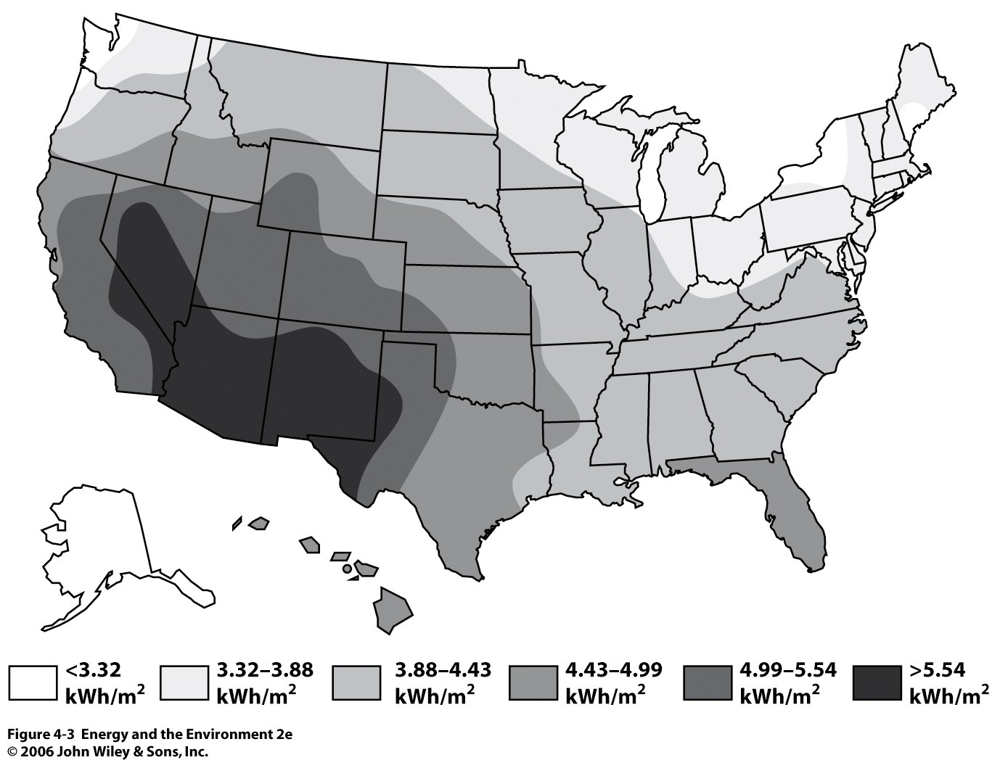 <3.32 kWh/m²
3.32–3.88 kWh/m²
3.88–4.43 kWh/m²
4.43–4.99 kWh/m²
4.99–5.54 kWh/m²
>5.54 kWh/m²
Figure 4-3 Energy and the Environment 2e
© 2006 John Wiley & Sons, Inc.